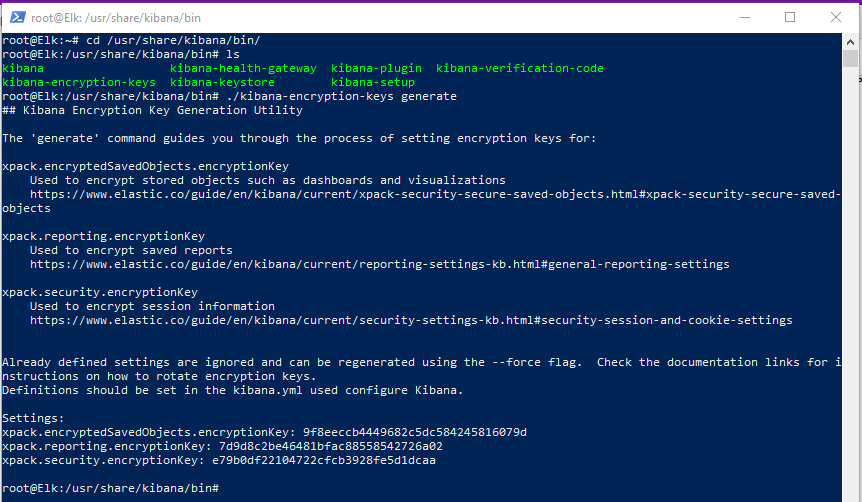 root@Elk: /usr/share/kibana/bin
root@Elk:~# cd /usr/share/kibana/bin/
root@Elk:/usr/share/kibana/bin# ls
kibana kibana-health-gateway kibana-plugin kibana-verification-code
kibana-encryption-keys kibana-keystore kibana-setup
root@Elk:/usr/share/kibana/bin# ./kibana-encryption-keys generate
## Kibana Encryption Key Generation Utility
The 'generate' command guides you through the process of setting encryption keys for:
xpack.encryptedSavedObjects.encryptionKey
Used to encrypt stored objects such as dashboards and visualizations
https://www.elastic.co/guide/en/kibana/current/xpack-security-secure-saved-objects.html#xpack-security-secure-saved-
objects
xpack.reporting.encryptionKey
Used to encrypt saved reports
https://www.elastic.co/guide/en/kibana/current/reporting-settings-kb.html#general-reporting-settings
xpack.security.encryptionKey
Used to encrypt session information
https://www.elastic.co/guide/en/kibana/current/security-settings-kb.html#security-session-and-cookie-settings
Already defined settings are ignored and can be regenerated using the --force flag.  Check the documentation links for i
nstructions on how to rotate encryption keys.
Definitions should be set in the kibana.yml used configure Kibana.
Settings:
xpack.encryptedSavedObjects.encryptionKey: 9f8eeccb4449682c5dc584245816079d
xpack.reporting.encryptionKey: 7d9d8c2be46481bfac88558542726a02
xpack.security.encryptionKey: e79b0df22104722cfcb3928fe5d1dcaa
root@Elk:/usr/share/kibana/bin#